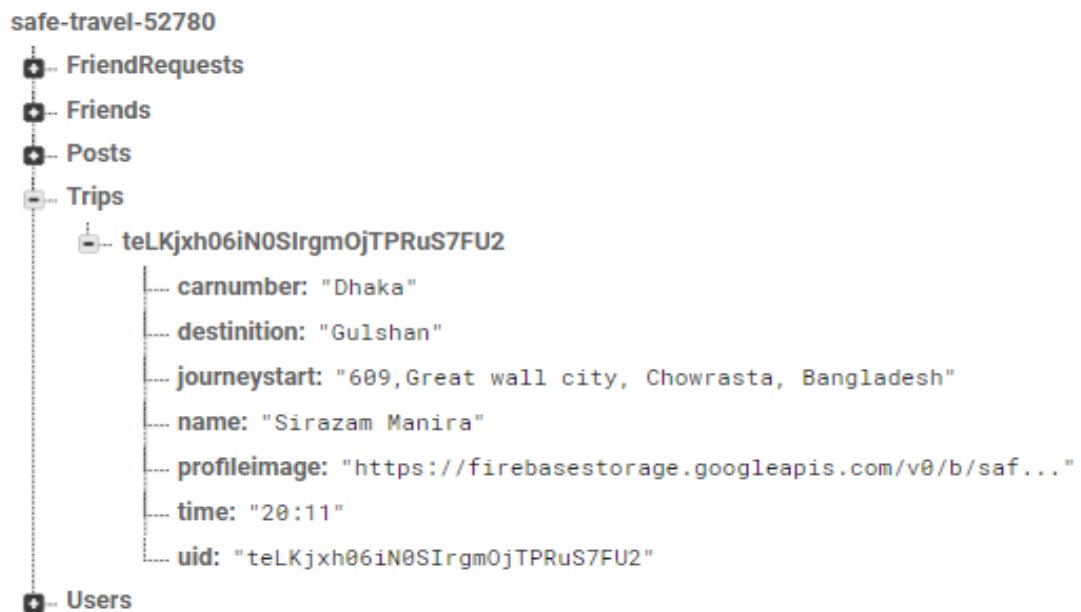 safe-travel-52780
FriendRequests
Friends
Posts
Trips
teLKjxh06iN0SIrgmOjTPRuS7FU2
carnumber: "Dhaka"
destinition: "Gulshan"
journeystart: "609,Great wall city, Chowrasta, Bangladesh"
name: "Sirazam Manira"
profileimage: "https://firebasestorage.googleapis.com/v0/b/saf..."
time: "20:11"
uid: "teLKjxh06iN0SIrgmOjTPRuS7FU2"
Users